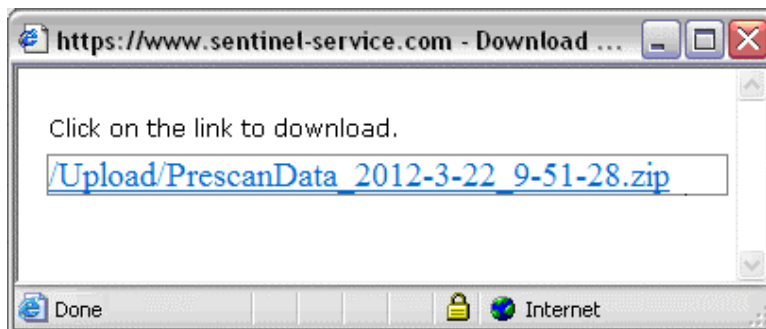 https://www.sentinel-service.com - Download ...
Click on the link to download.
/Upload/PrescanData_2012-3-22_9-51-28.zip
Done
Internet